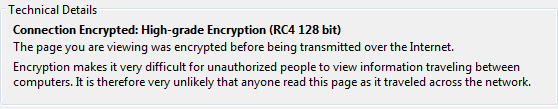 Technical Details
Connection Encrypted: High-grade Encryption (RC4 128 bit)
The page you are viewing was encrypted before being transmitted over the Internet.
Encryption makes it very difficult for unauthorized people to view information traveling between
computers. It is therefore very unlikely that anyone read this page as it traveled across the network.